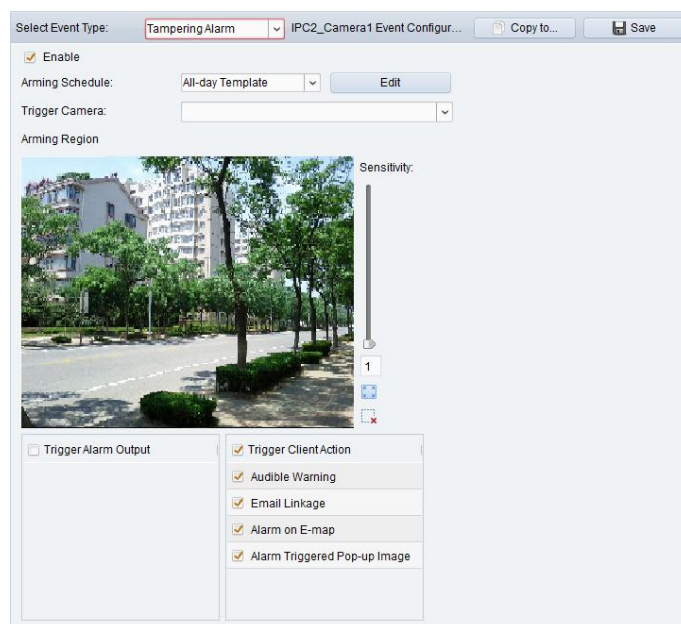 Select Event Type: Tampering Alarm IPC2_Camera1 Event Configur... Copy to... Save
Enable
Arming Schedule: All-day Template Edit
Trigger Camera:
Arming Region
Sensitivity:
1
Trigger Alarm Output
Trigger Client Action
Audible Warning
Email Linkage
Alarm on E-map
Alarm Triggered Pop-up Image